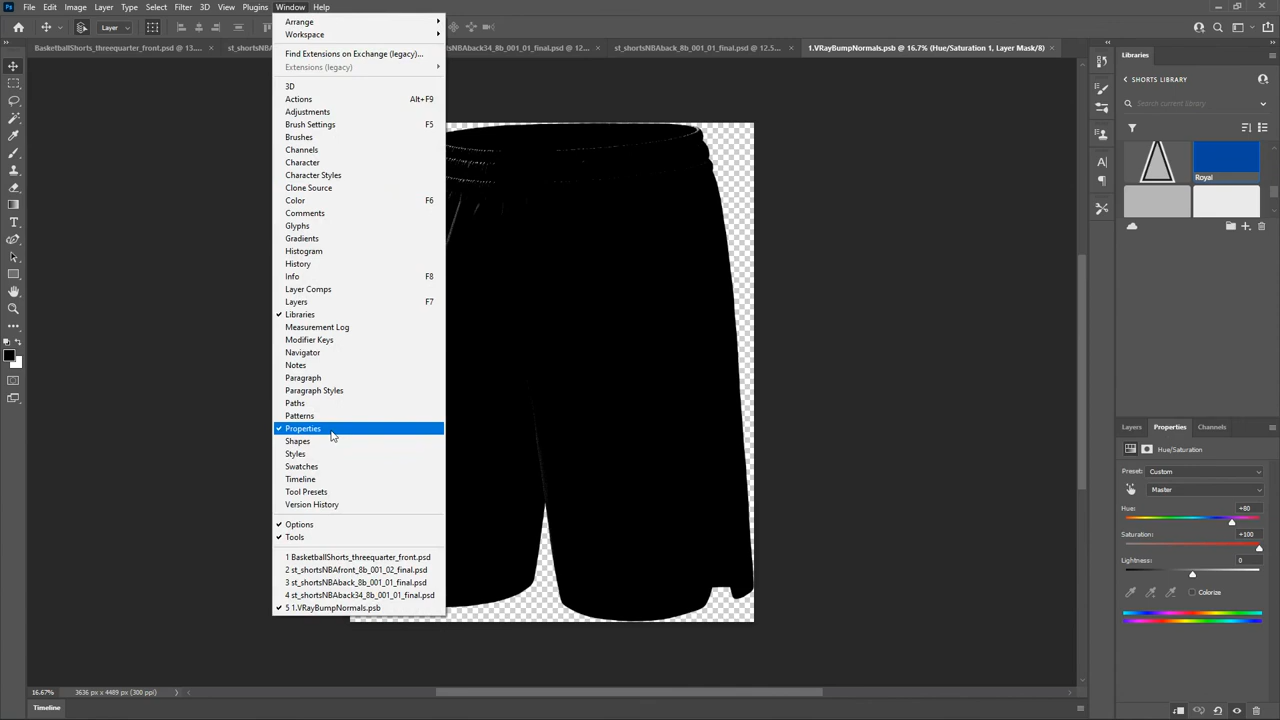 Ps File Edit Image Layer Type Select Filter 3D View Plugins Window Help
Layer
BasketballShorts_threequarter_front.psd @ 13....
st_shortsNBA
NBAback34_8b_001_01_final.psd @ 12....
st_shortsNBAback_8b_001_01_final.psd @ 12.5...
1.VRayBumpNormals.psb @ 16.7% (Hue/Saturation 1, Layer Mask/8)
Arrange
Workspace
Find Extensions on Exchange (legacy)...
Extensions (legacy)
3D
Actions Alt+F9
Adjustments
Brush Settings F5
Brushes
Channels
Character
Character Styles
Clone Source
Color F6
Comments
Glyphs
Gradients
Histogram
History
Info F8
Layer Comps
Layers F7
Libraries
Measurement Log
Modifier Keys
Navigator
Notes
Paragraph
Paragraph Styles
Paths
Patterns
Properties
Shapes
Styles
Swatches
Timeline
Tool Presets
Version History
Options
Tools
1 BasketballShorts_threequarter_front.psd
2 st_shortsNBAfront_8b_001_02_final.psd
3 st_shortsNBAback_8b_001_01_final.psd
4 st_shortsNBAback34_8b_001_01_final.psd
5 1.VRayBumpNormals.psb
Libraries
SHORTS LIBRARY
Search current library
Royal
Layers Properties Channels
Hue/Saturation
Preset: Custom
Master
Hue: +80
Saturation: +100
Lightness: 0
Colorize
16.67% 3636 px x 4489 px (300 ppi)
Timeline